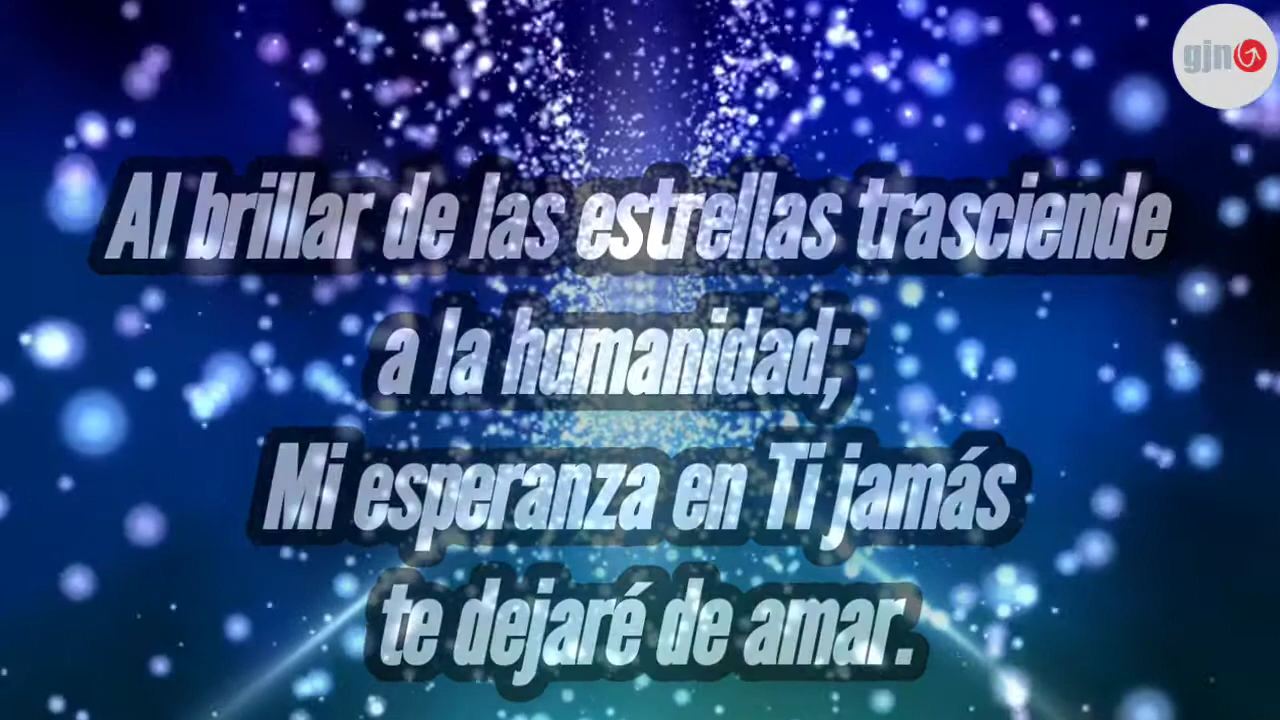 gjn
Al brillar de las estrellas trasciende
a la humanidad;
Mi esperanza en Ti jamás
te dejaré de amar.